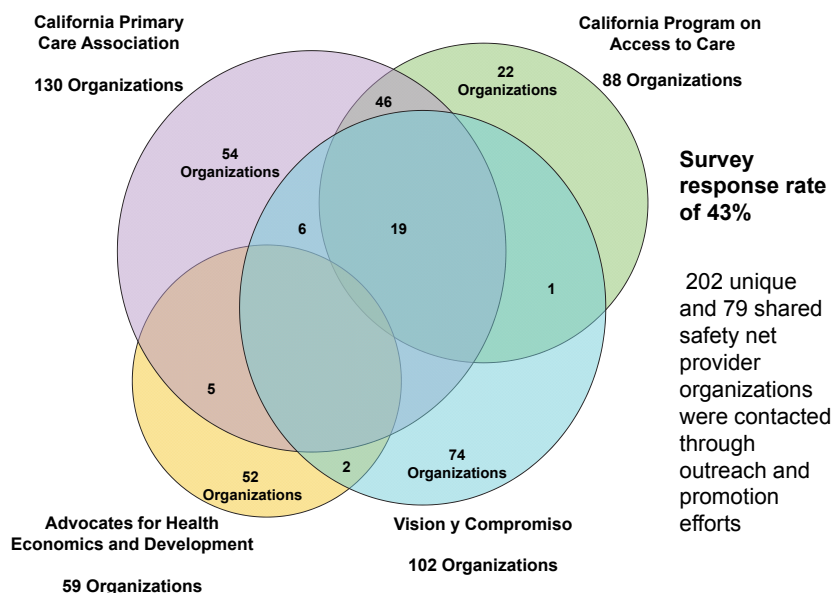 California Primary
Care Association
130 Organizations
California Program on
Access to Care
88 Organizations
22
Organizations
46
54
Organizations
6
19
1
5
2
52
Organizations
74
Organizations
Advocates for Health
Economics and Development
59 Organizations
Vision y Compromiso
102 Organizations
Survey
response rate
of 43%
202 unique
and 79 shared
safety net
provider
organizations
were contacted
through
outreach and
promotion
efforts